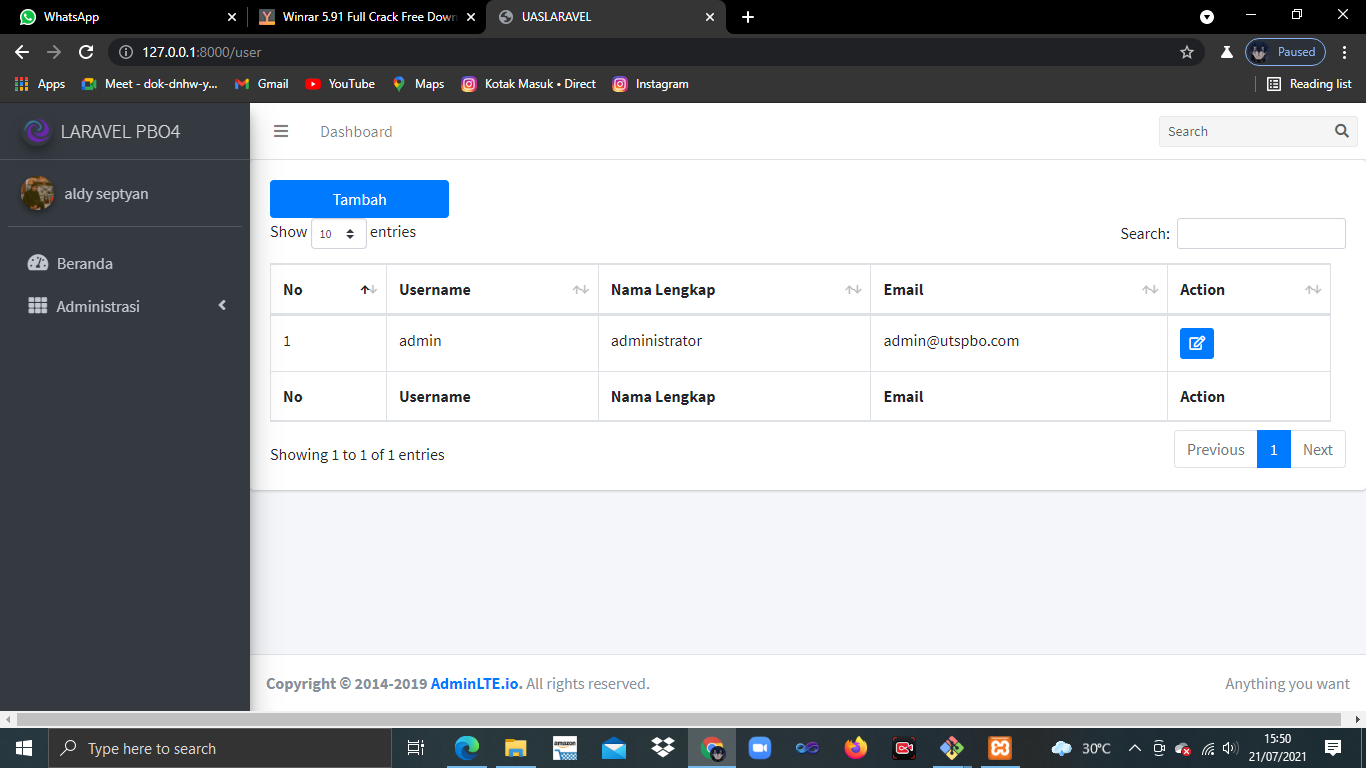 WhatsApp
Winrar 5.91 Full Crack Free Down
UASLARAVEL
127.0.0.1:8000/user
Paused
Apps
Meet - dok-dnhw-y...
Gmail
YouTube
Maps
Kotak Masuk • Direct
Instagram
Reading list
LARAVEL PBO4
Dashboard
Search
aldy septyan
Beranda
Administrasi
Tambah
Show 10 entries
Search:
No Username Nama Lengkap Email Action
1 admin administrator admin@utspbo.com
No Username Nama Lengkap Email Action
Showing 1 to 1 of 1 entries
Previous 1 Next
Copyright © 2014-2019 AdminLTE.io. All rights reserved.
Anything you want
Type here to search
amazon
30°C
15:50
21/07/2021